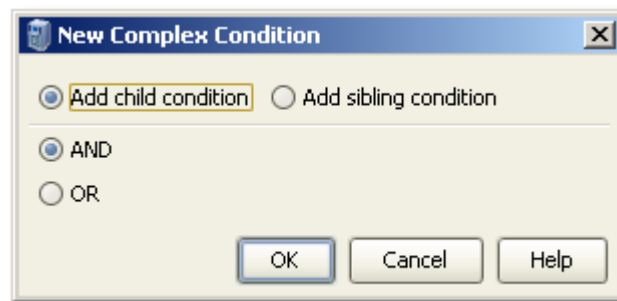 New Complex Condition
Add child condition Add sibling condition
AND
OR
OK Cancel Help